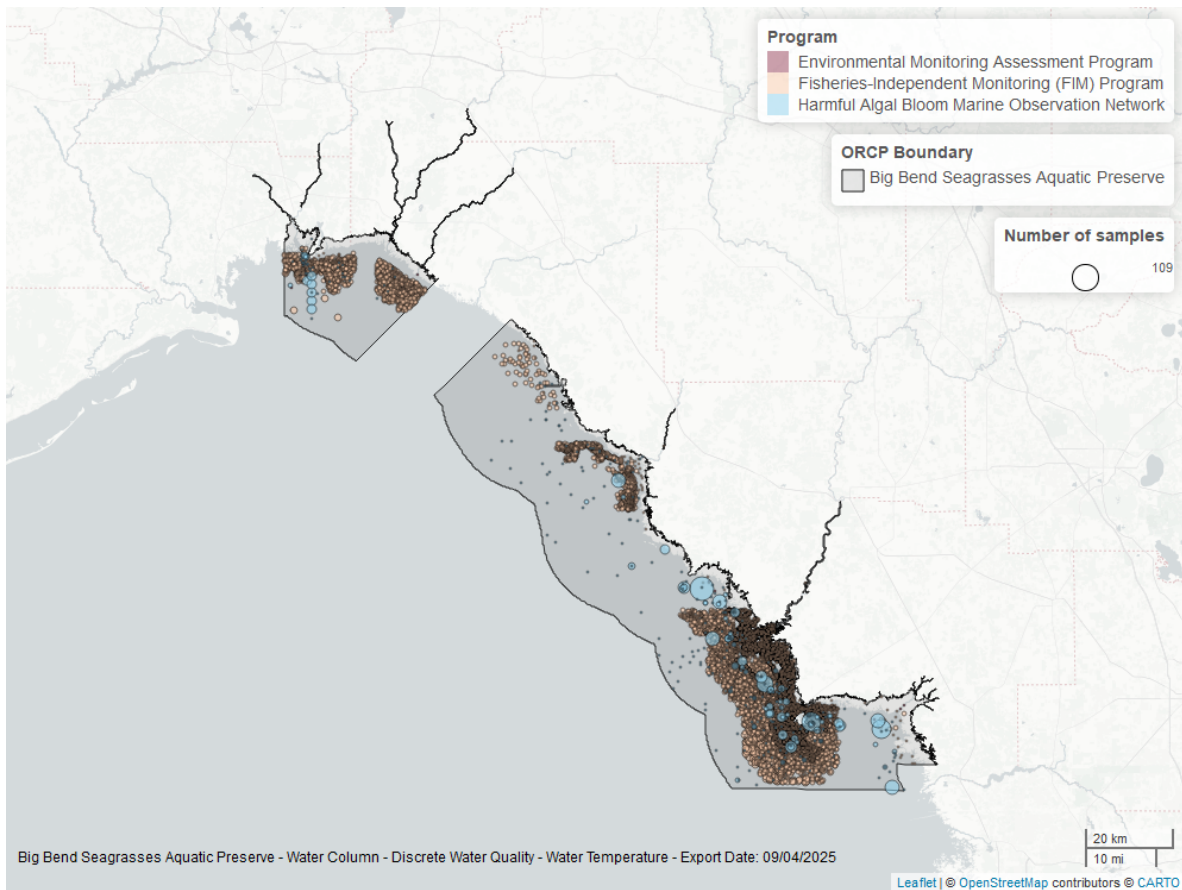 Program
Environmental Monitoring Assessment Program
Fisheries-Independent Monitoring (FIM) Program
Harmful Algal Bloom Marine Observation Network
ORCP Boundary
Big Bend Seagrasses Aquatic Preserve
Number of samples
109
20 km
10 mi
Big Bend Seagrasses Aquatic Preserve - Water Column - Discrete Water Quality - Water Temperature - Export Date: 09/04/2025
Leaflet | © OpenStreetMap contributors © CARTO